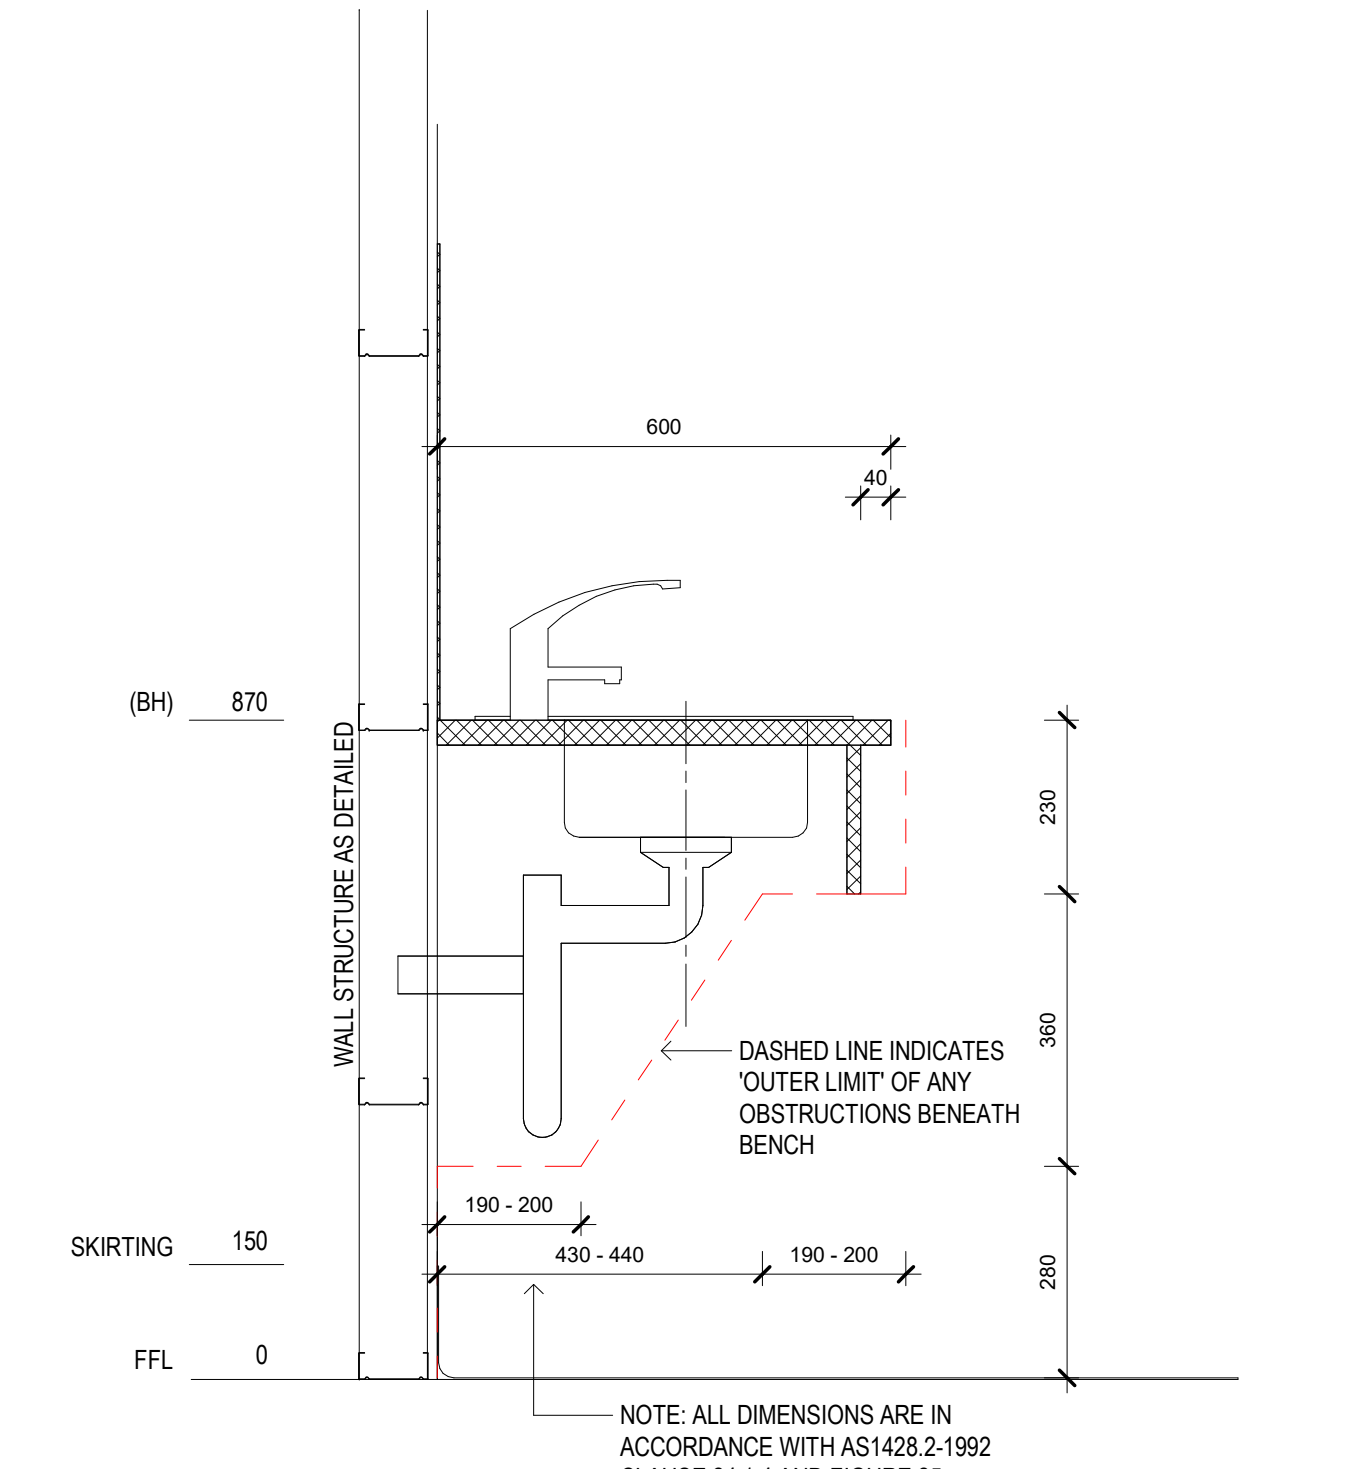 600
40
(BH) 870
WALL STRUCTURE AS DETAILED
230
360
DASHED LINE INDICATES
'OUTER LIMIT' OF ANY
OBSTRUCTIONS BENEATH
BENCH
190 - 200
SKIRTING 150
430 - 440
190 - 200
280
FFL 0
NOTE: ALL DIMENSIONS ARE IN
ACCORDANCE WITH AS1428.2-1992